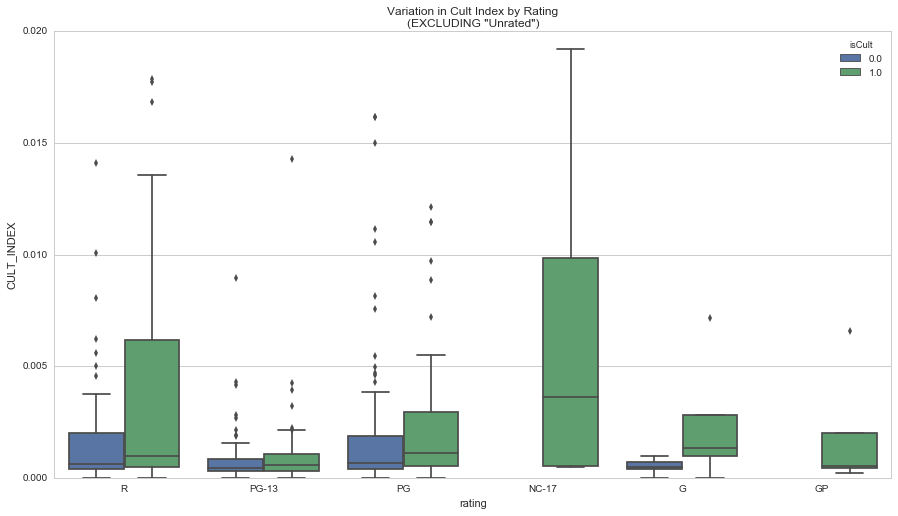 Variation in Cult Index by Rating
(EXCLUDING "Unrated")
isCult
0.0
1.0
0.020
0.015
0.010
0.005
0.000
CULT_INDEX
R PG-13 PG NC-17 G GP
rating